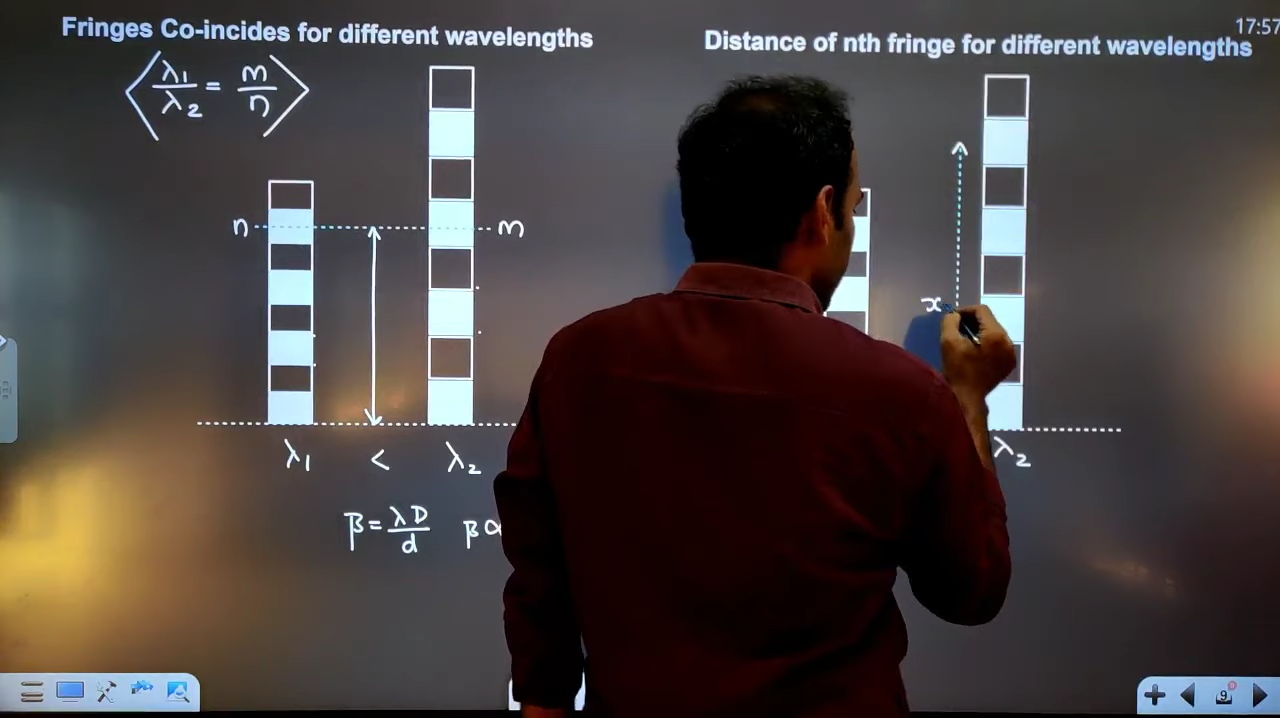 Fringes Co-incides for different wavelengths
λ1/λ2 = m/n
n
m
λ1 < λ2
β = λD/d β α
17:57
Distance of nth fringe for different wavelengths
x
λ2
9